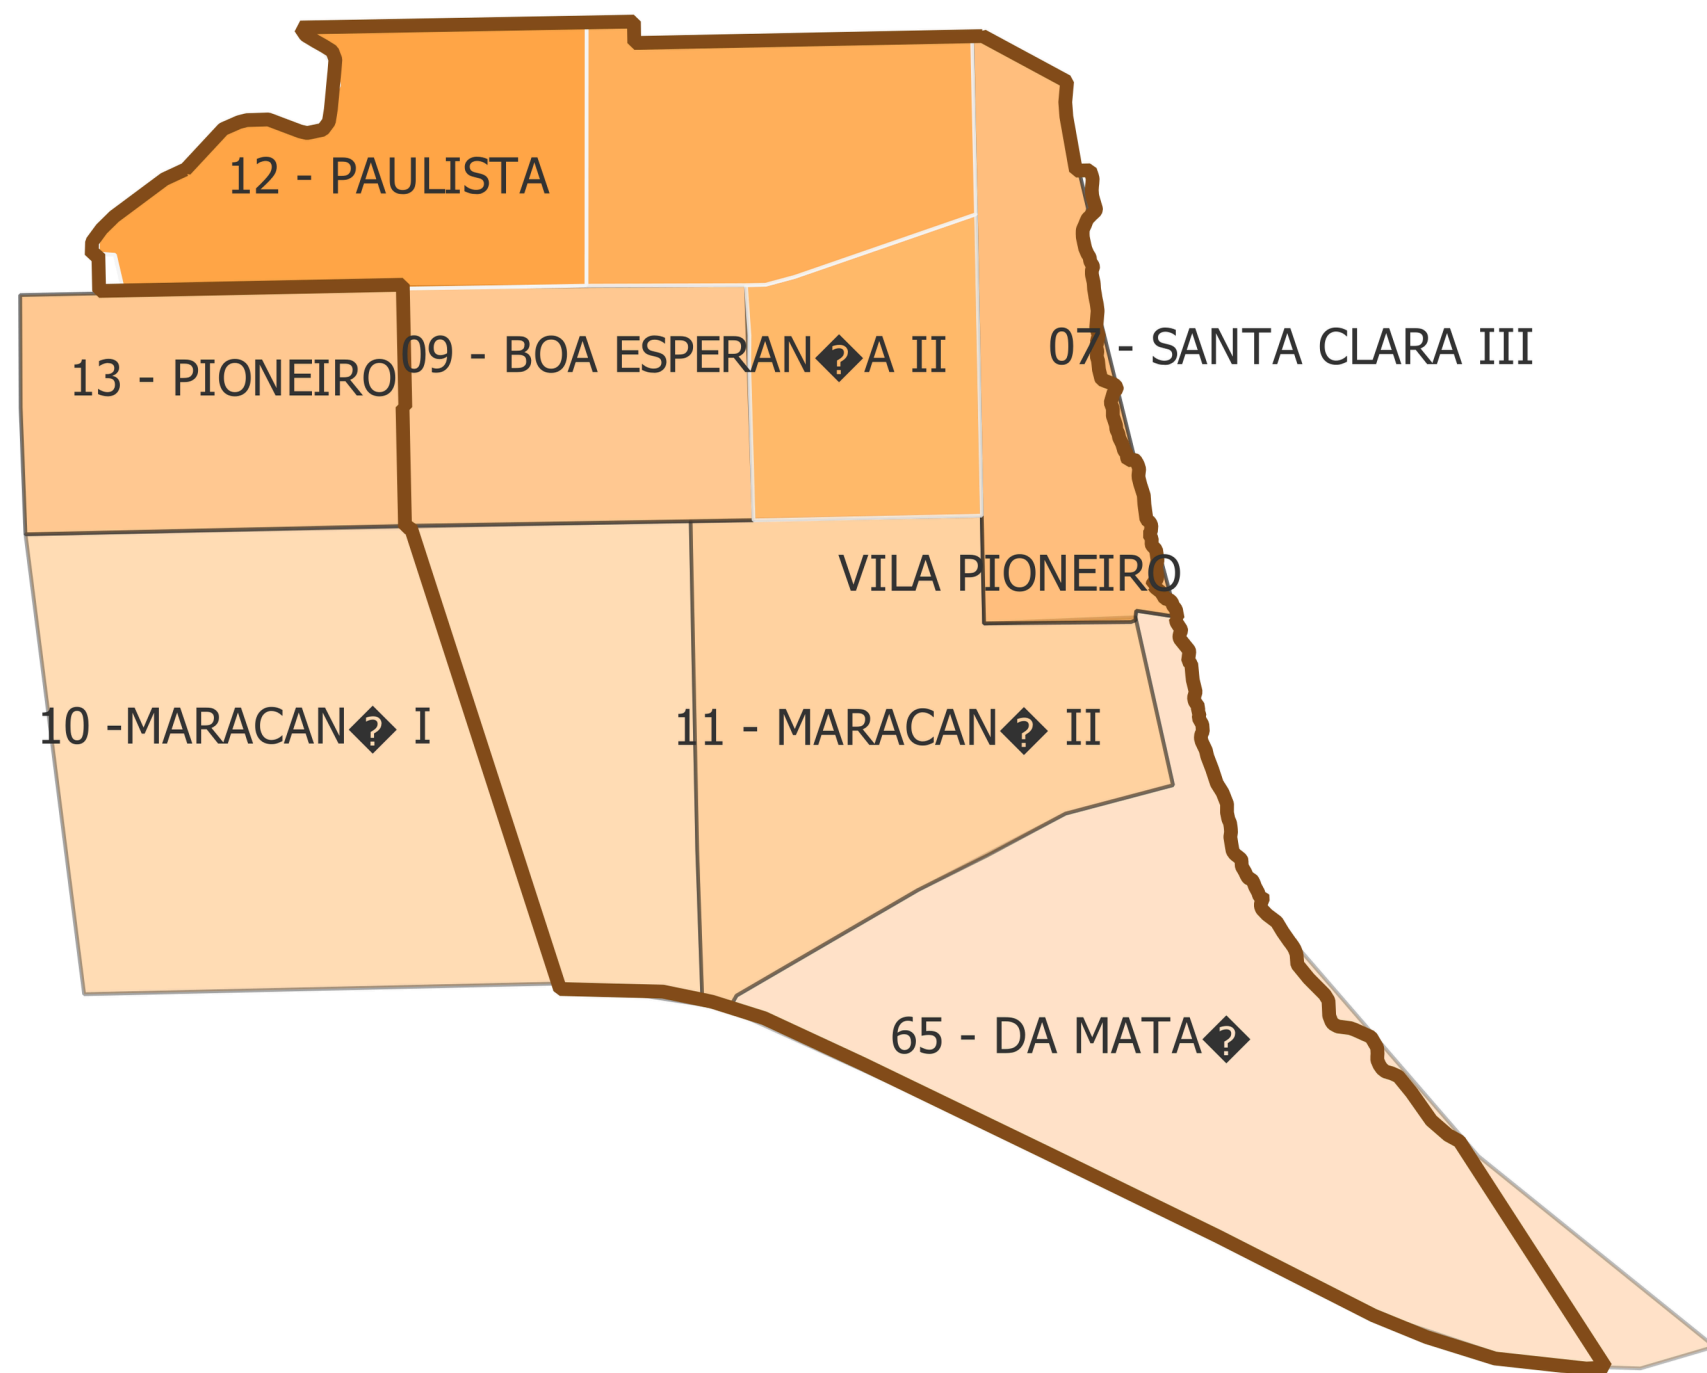 12 - PAULISTA
13 - PIONEIRO
09 - BOA ESPERAN�A II
07 - SANTA CLARA III
VILA PIONEIRO
10 -MARACAN� I
11 - MARACAN� II
65 - DA MATA�